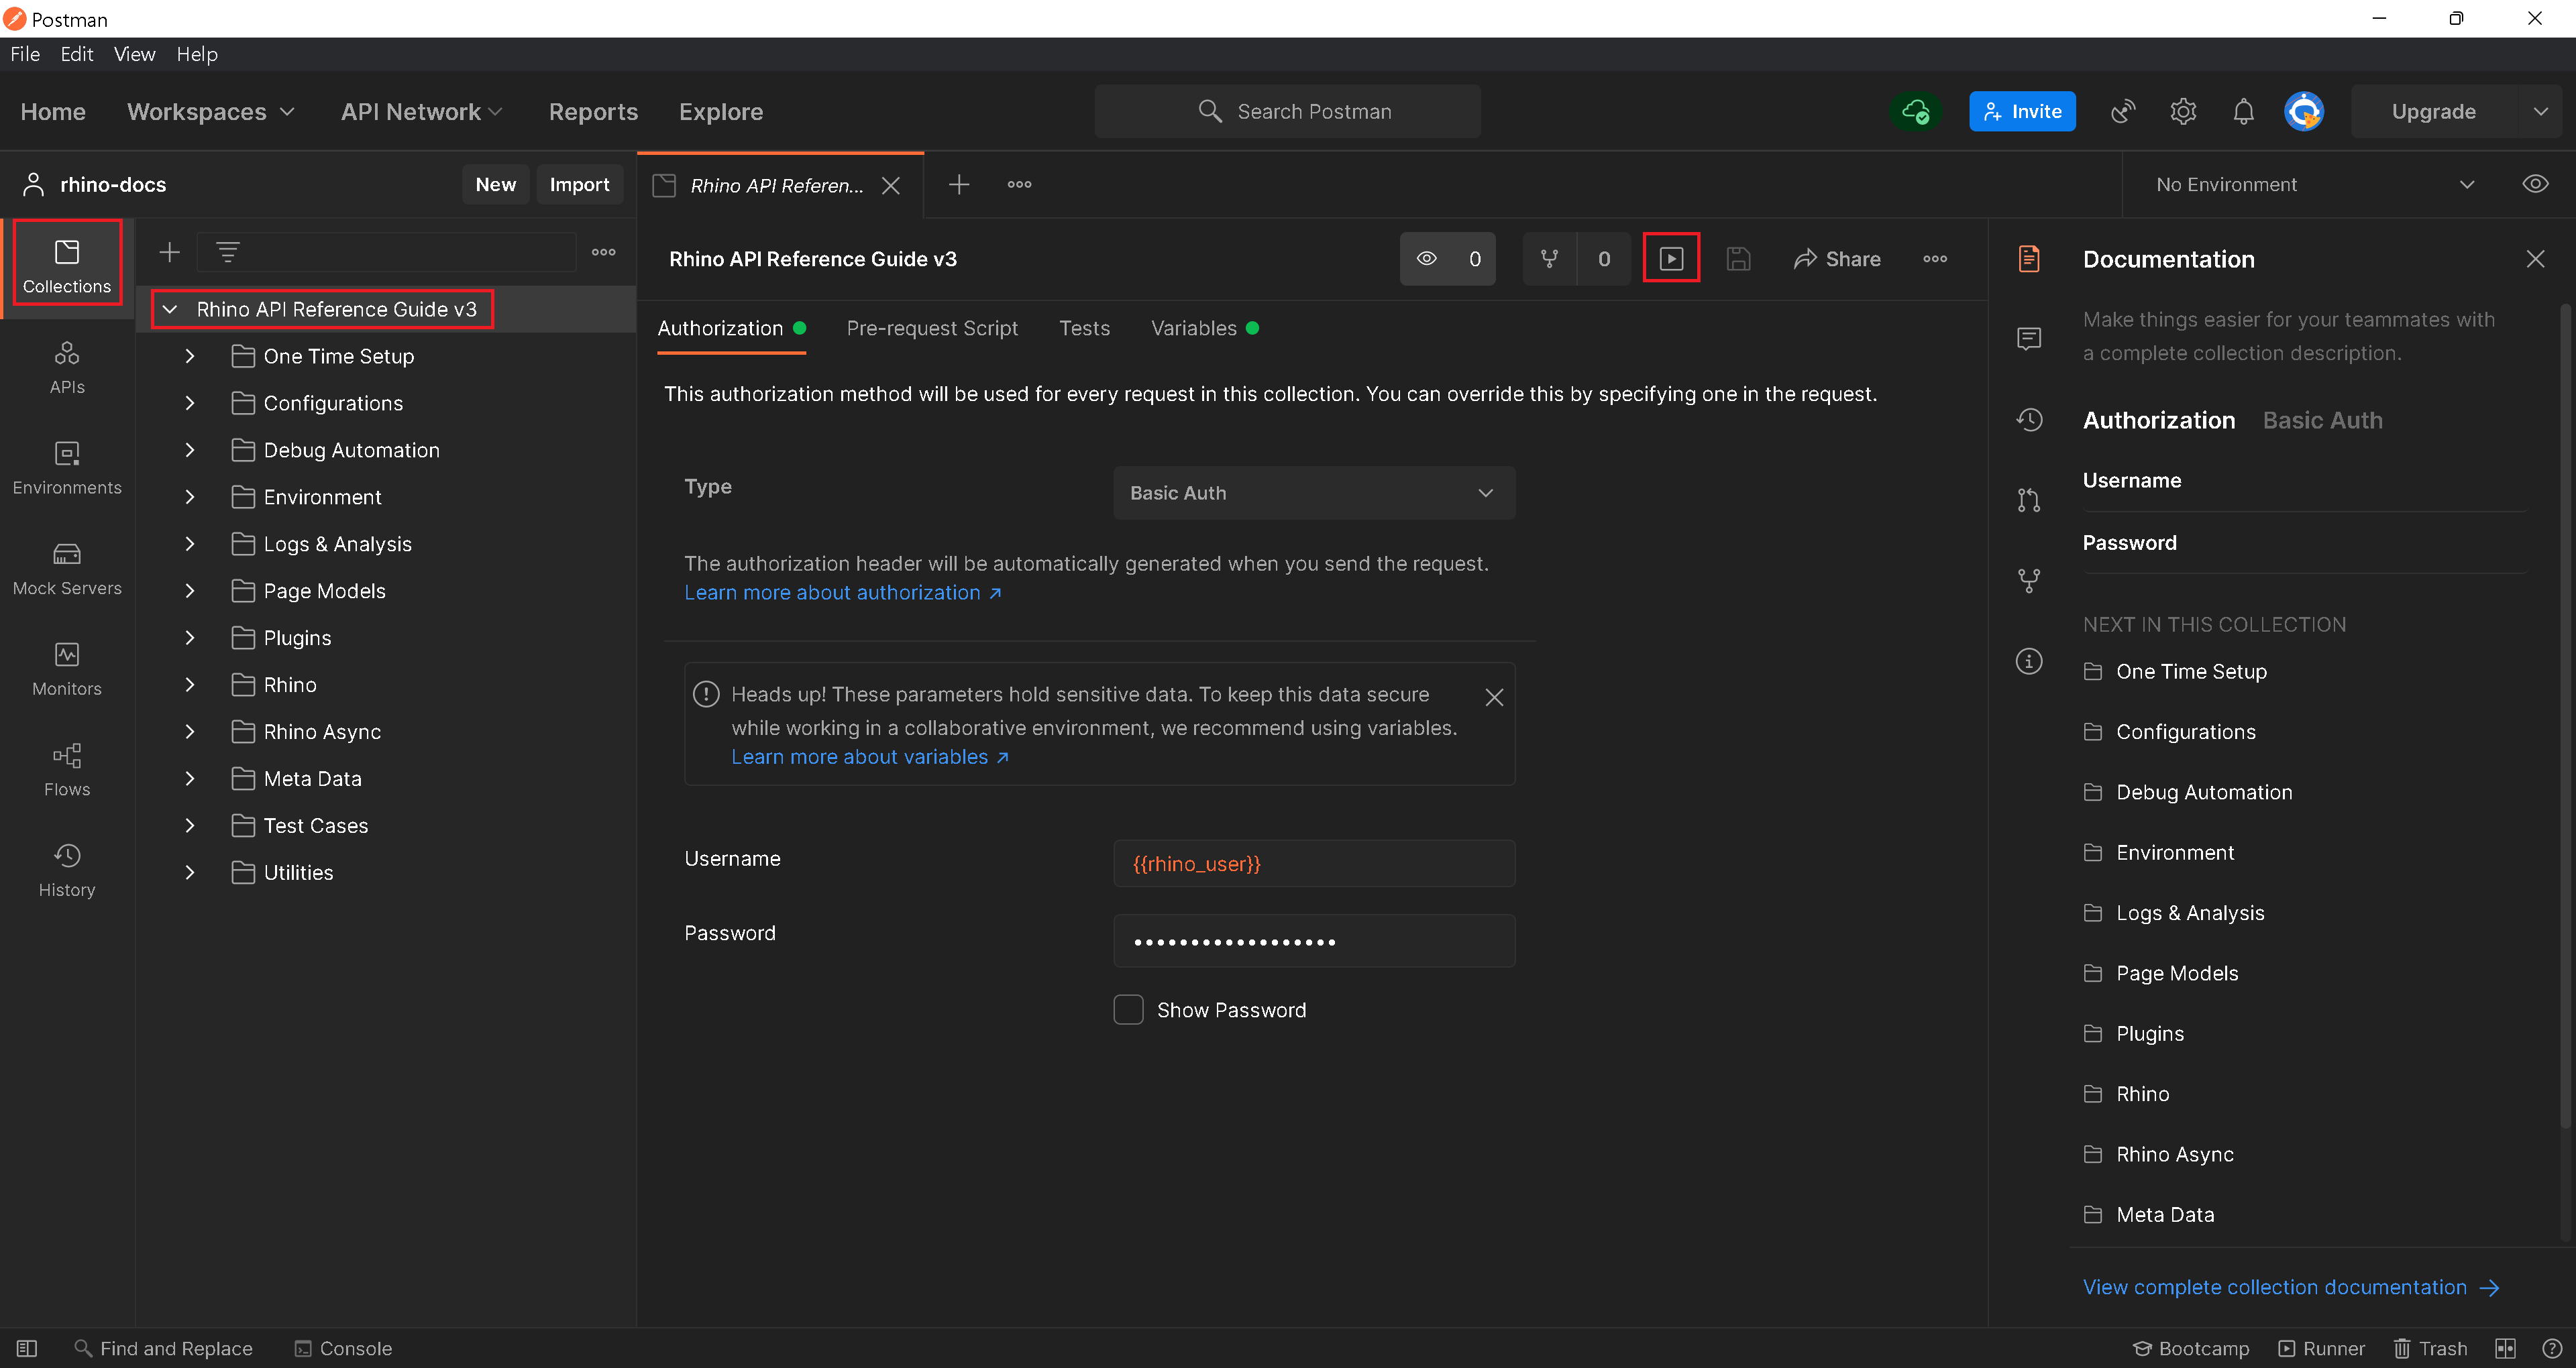 Postman
File Edit View Help
Home Workspaces API Network Reports Explore Search Postman Invite Upgrade
rhino-docs New Import Rhino API Referen... No Environment
Collections
APIs
Environments
Mock Servers
Monitors
Flows
History
Rhino API Reference Guide v3
One Time Setup
Configurations
Debug Automation
Environment
Logs & Analysis
Page Models
Plugins
Rhino
Rhino Async
Meta Data
Test Cases
Utilities
Rhino API Reference Guide v3 0 0 Share
Authorization Pre-request Script Tests Variables
This authorization method will be used for every request in this collection. You can override this by specifying one in the request.
Type Basic Auth
The authorization header will be automatically generated when you send the request.
Learn more about authorization ↗
Heads up! These parameters hold sensitive data. To keep this data secure
while working in a collaborative environment, we recommend using variables.
Learn more about variables ↗
Username {{rhino_user}}
Password ••••••••••••••••••
Show Password
Documentation
Make things easier for your teammates with
a complete collection description.
Authorization Basic Auth
Username
Password
NEXT IN THIS COLLECTION
One Time Setup
Configurations
Debug Automation
Environment
Logs & Analysis
Page Models
Plugins
Rhino
Rhino Async
Meta Data
View complete collection documentation →
Find and Replace Console Bootcamp Runner Trash